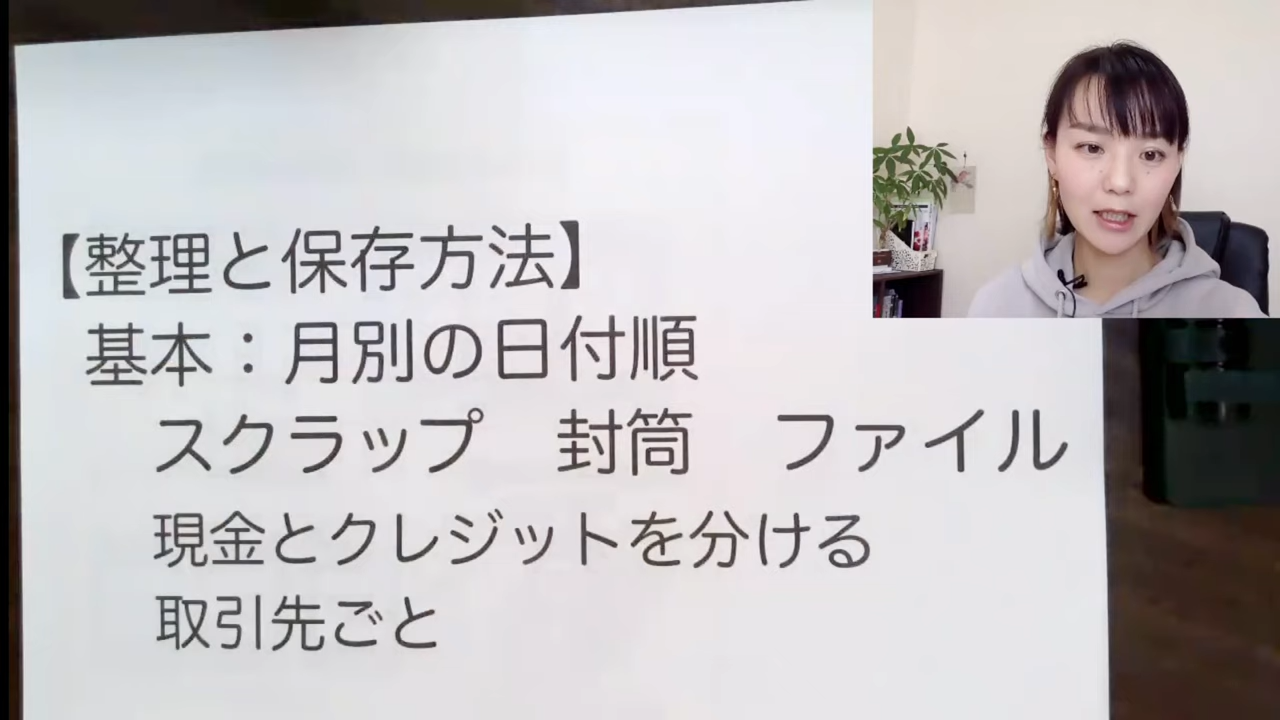 【整理と保存方法】
基本：月別の日付順
スクラップ　封筒　ファイル
現金とクレジットを分ける
取引先ごと